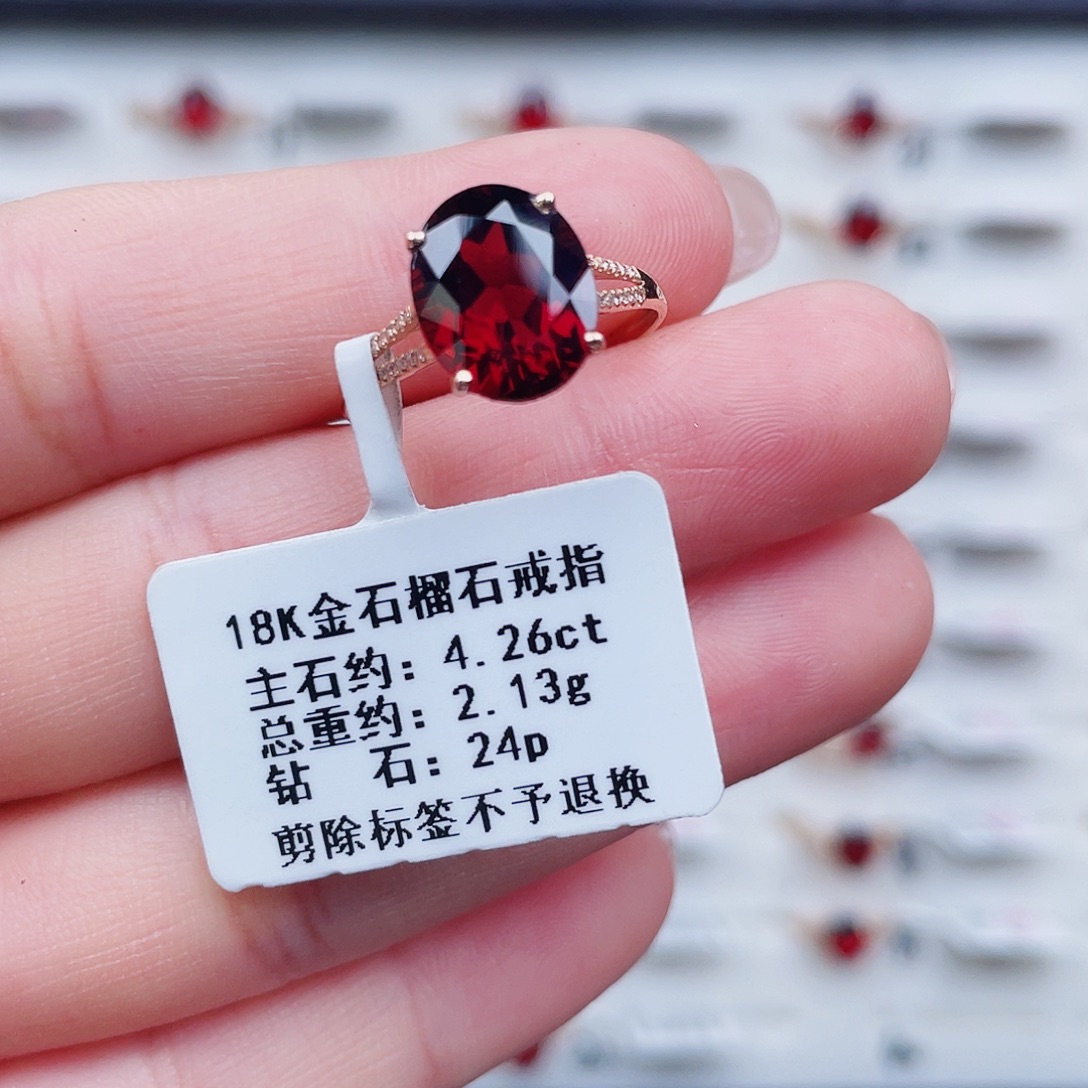 18K金石榴石戒指
主石约：4.26ct
总重约：2.13g
钻 石：24p
剪除标签不予退换